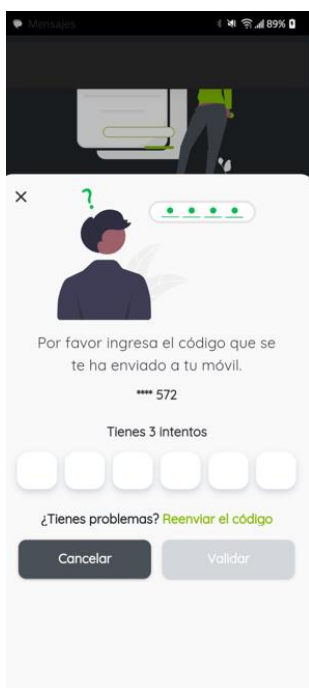 Mensajes 89%
?
Por favor ingresa el código que se
te ha enviado a tu móvil.
**** 572
Tienes 3 intentos
¿Tienes problemas? Reenviar el código
Cancelar Validar